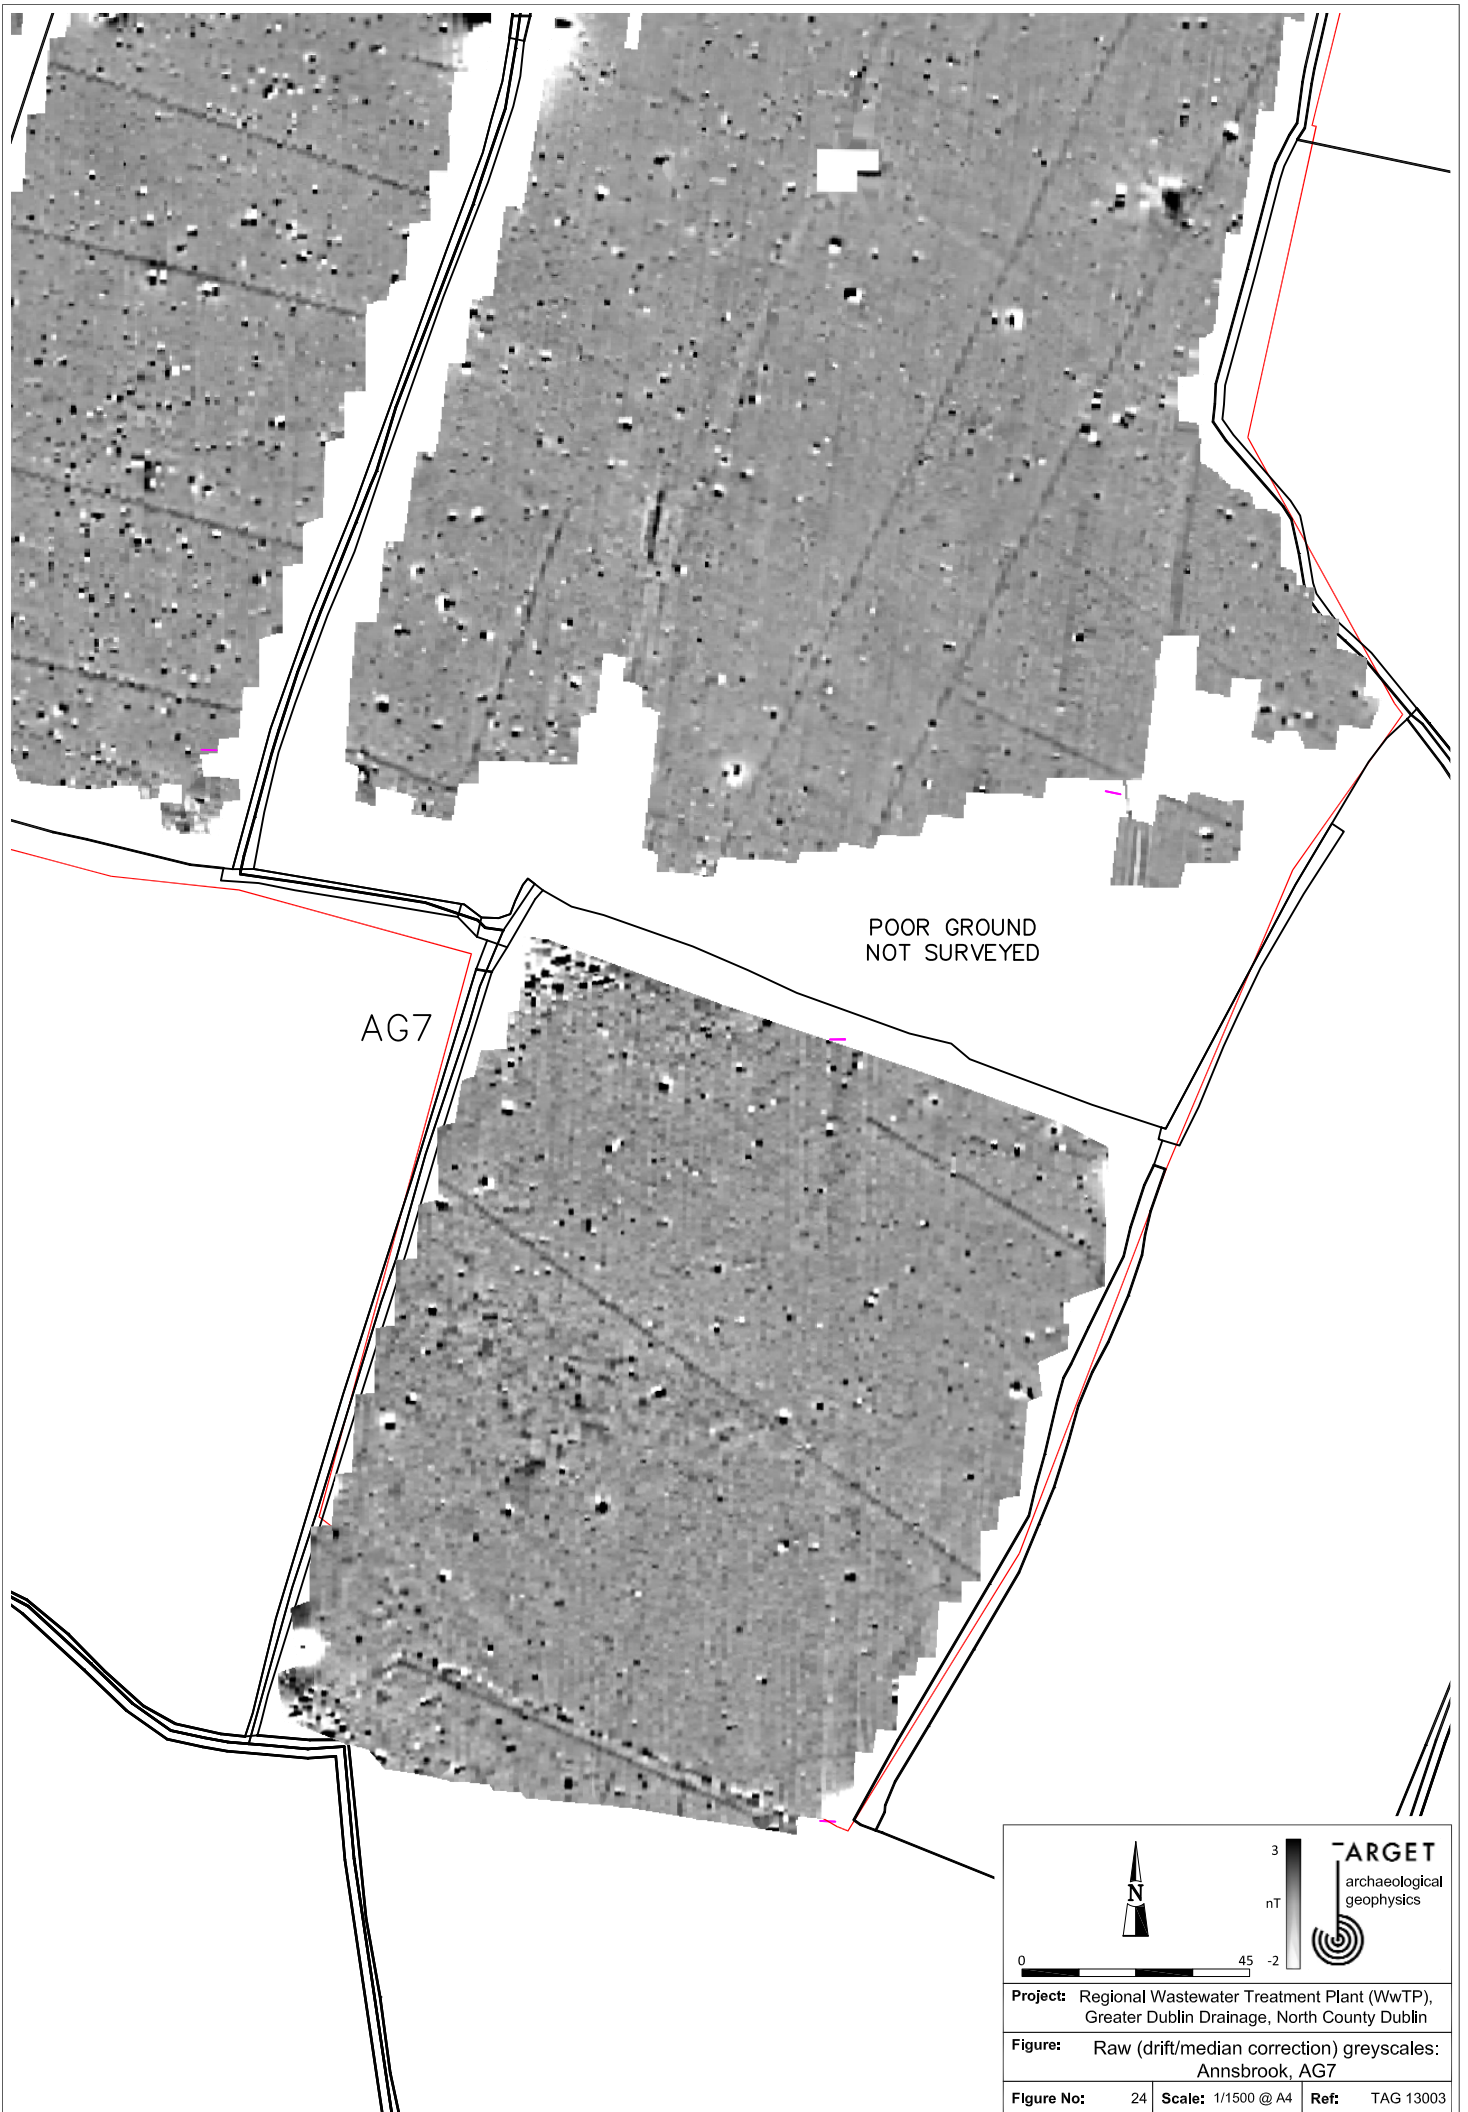 POOR GROUND
NOT SURVEYED
AG7
N
0 45
3
nT
-2
TARGET
archaeological
geophysics
Project: Regional Wastewater Treatment Plant (WwTP),
Greater Dublin Drainage, North County Dublin
Figure: Raw (drift/median correction) greyscales:
Annsbrook, AG7
Figure No: 24 Scale: 1/1500 @ A4 Ref: TAG 13003